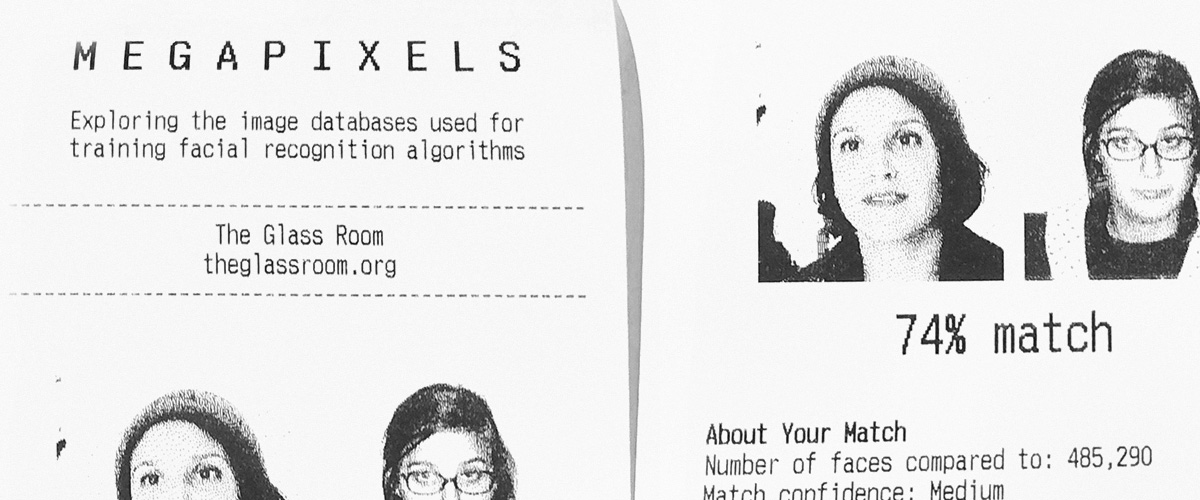 MEGAPIXELS
Exploring the image databases used for
training facial recognition algorithms
The Glass Room
theglassroom.org
74% match
About Your Match
Number of faces compared to: 485,290
Match confidence: Medium